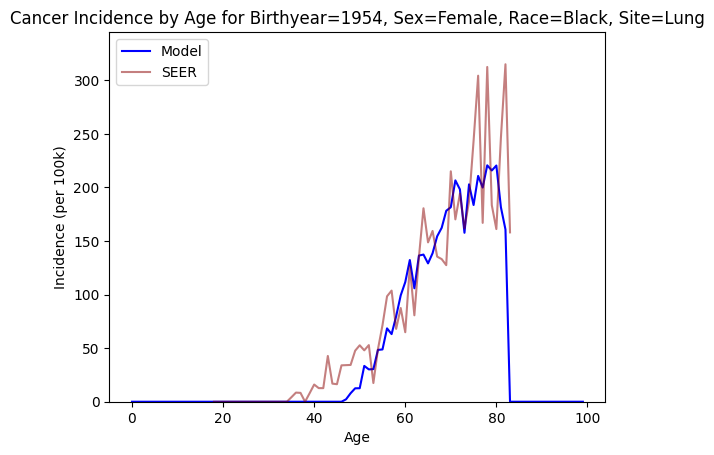 Cancer Incidence by Age for Birthyear=1954, Sex=Female, Race=Black, Site=Lung
Model
SEER
Incidence (per 100k)
300
250
200
150
100
50
0
0 20 40 60 80 100
Age